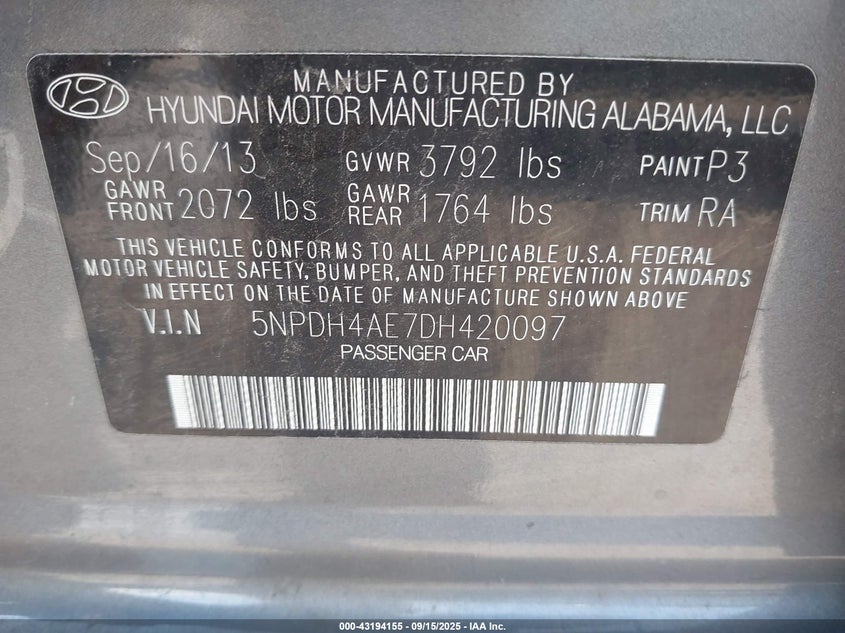 MANUFACTURED BY
HYUNDAI MOTOR MANUFACTURING ALABAMA, LLC
Sep/16/13 GVWR 3792 lbs PAINT P3
GAWR FRONT 2072 lbs GAWR REAR 1764 lbs TRIM RA
THIS VEHICLE CONFORMS TO ALL APPLICABLE U.S.A. FEDERAL
MOTOR VEHICLE SAFETY, BUMPER, AND THEFT PREVENTION STANDARDS
IN EFFECT ON THE DATE OF MANUFACTURE SHOWN ABOVE
V.I.N 5NPDH4AE7DH420097
PASSENGER CAR
000-43194155 - 09/15/2025 - IAA Inc.